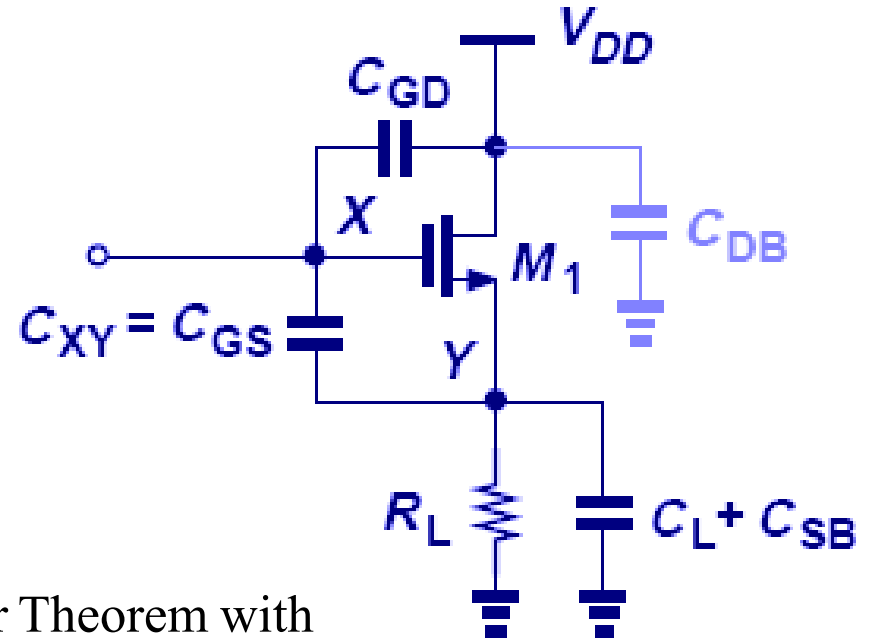 V_DD
C_GD
X
C_DB
M_1
C_XY = C_GS
Y
R_L
C_L + C_SB
r Theorem with